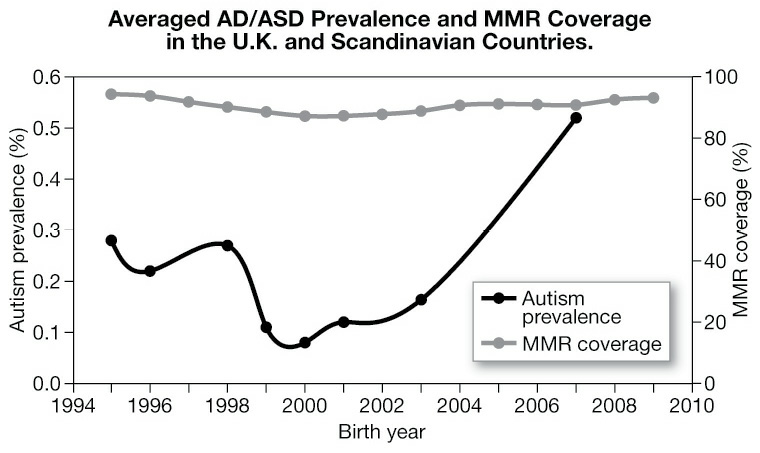 Averaged AD/ASD Prevalence and MMR Coverage
in the U.K. and Scandinavian Countries.
0.6
0.5
0.4
0.3
0.2
0.1
0.0
Autism prevalence (%)
100
80
60
40
20
0
MMR coverage (%)
Autism
prevalence
MMR coverage
1994 1996 1998 2000 2002 2004 2006 2008 2010
Birth year